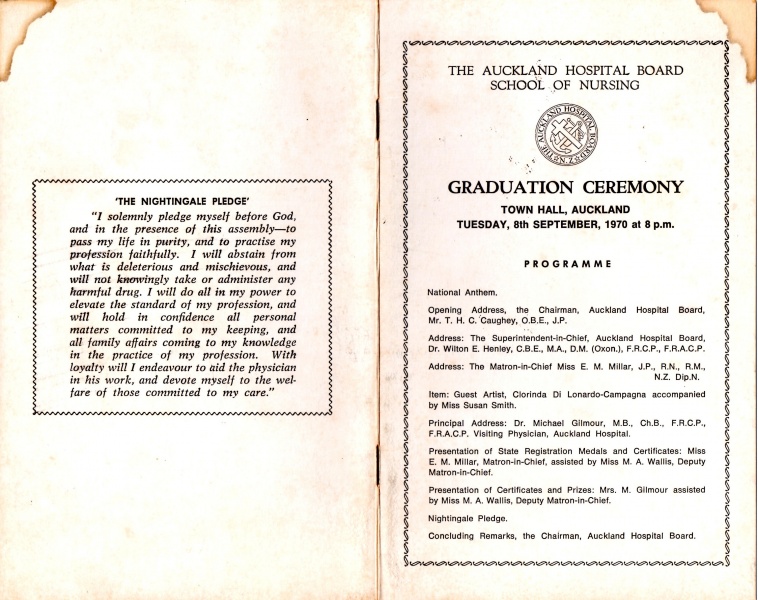 'THE NIGHTINGALE PLEDGE'
"I solemnly pledge myself before God,
and in the presence of this assembly—to
pass my life in purity, and to practise my
profession faithfully. I will abstain from
what is deleterious and mischievous, and
will not knowingly take or administer any
harmful drug. I will do all in my power to
elevate the standard of my profession, and
will hold in confidence all personal
matters committed to my keeping, and
all family affairs coming to my knowledge
in the practice of my profession. With
loyalty will I endeavour to aid the physician
in his work, and devote myself to the wel-
fare of those committed to my care."
THE AUCKLAND HOSPITAL BOARD
SCHOOL OF NURSING
THE AUCKLAND HOSPITAL BOARD N.Z.
GRADUATION CEREMONY
TOWN HALL, AUCKLAND
TUESDAY, 8th SEPTEMBER, 1970 at 8 p.m.
PROGRAMME
National Anthem.
Opening Address, the Chairman, Auckland Hospital Board,
Mr. T. H. C. Caughey, O.B.E., J.P.
Address: The Superintendent-in-Chief, Auckland Hospital Board,
Dr. Wilton E. Henley, C.B.E., M.A., D.M. (Oxon.), F.R.C.P., F.R.A.C.P.
Address: The Matron-in-Chief Miss E. M. Millar, J.P., R.N., R.M.,
N.Z. Dip.N.
Item: Guest Artist, Clorinda Di Lonardo-Campagna accompanied
by Miss Susan Smith.
Principal Address: Dr. Michael Gilmour, M.B., Ch.B., F.R.C.P.,
F.R.A.C.P. Visiting Physician, Auckland Hospital.
Presentation of State Registration Medals and Certificates: Miss
E. M. Millar, Matron-in-Chief, assisted by Miss M. A. Wallis, Deputy
Matron-in-Chief.
Presentation of Certificates and Prizes: Mrs. M. Gilmour assisted
by Miss M. A. Wallis, Deputy Matron-in-Chief.
Nightingale Pledge.
Concluding Remarks, the Chairman, Auckland Hospital Board.